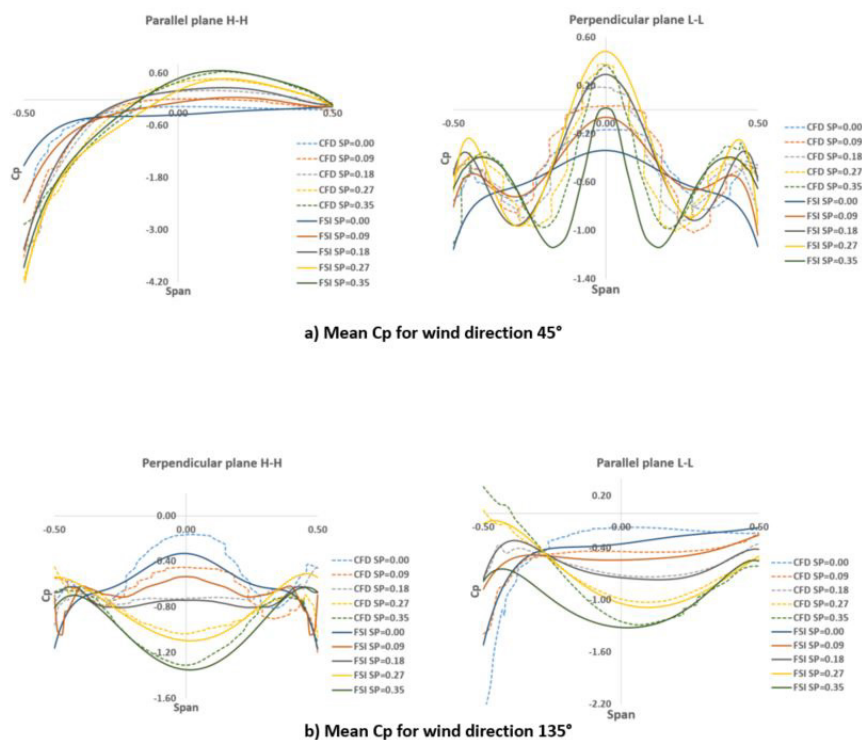 Parallel plane H-H
0.60
-0.50 0.00 0.50
-0.60
-1.80
-3.00
-4.20
Cp
Span
CFD SP=0.00
CFD SP=0.09
CFD SP=0.18
CFD SP=0.27
CFD SP=0.35
FSI SP=0.00
FSI SP=0.09
FSI SP=0.18
FSI SP=0.27
FSI SP=0.35
Perpendicular plane L-L
0.60
0.20
-0.50 0.00 0.50
-0.20
-0.60
-1.00
-1.40
Cp
Span
CFD SP=0.00
CFD SP=0.09
CFD SP=0.18
CFD SP=0.27
CFD SP=0.35
FSI SP=0.00
FSI SP=0.09
FSI SP=0.18
FSI SP=0.27
FSI SP=0.35
a) Mean Cp for wind direction 45°
Perpendicular plane H-H
0.00
-0.50 0.00 0.50
-0.40
-0.80
-1.20
-1.60
Cp
Span
CFD SP=0.00
CFD SP=0.09
CFD SP=0.18
CFD SP=0.27
CFD SP=0.35
FSI SP=0.00
FSI SP=0.09
FSI SP=0.18
FSI SP=0.27
FSI SP=0.35
Parallel plane L-L
0.20
-0.50 0.00 0.50
-0.40
-1.00
-1.60
-2.20
Cp
Span
CFD SP=0.00
CFD SP=0.09
CFD SP=0.18
CFD SP=0.27
CFD SP=0.35
FSI SP=0.00
FSI SP=0.09
FSI SP=0.18
FSI SP=0.27
FSI SP=0.35
b) Mean Cp for wind direction 135°